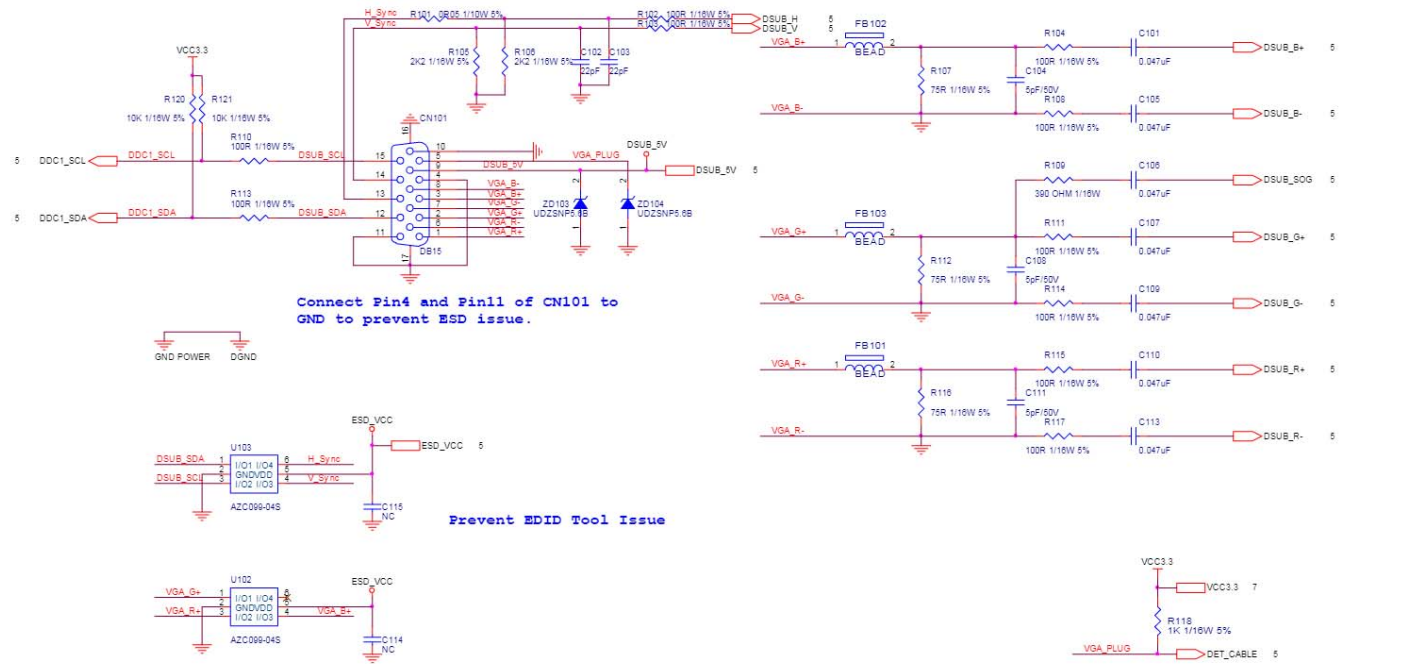 H_Sync R101 0R05 1/10W 5% R102 100R 1/16W 5% DSUB_H 5
V_Sync R103 100R 1/16W 5% DSUB_V 5
R105
2K2 1/16W 5%
R106
2K2 1/16W 5%
C102
22pF
C103
22pF
VCC3.3
R120
10K 1/16W 5%
R121
10K 1/16W 5%
R110
100R 1/16W 5%
5 DDC1_SCL DDC1_SCL DSUB_SCL
R113
100R 1/16W 5%
5 DDC1_SDA DDC1_SDA DSUB_SDA
CN101
16
15
14
13
12
11
10
5
9
4
8
3
7
2
6
1
17
DB15
VGA_PLUG
DSUB_5V
DSUB_5V
DSUB_5V 5
VGA_B-
VGA_B+
VGA_G-
VGA_G+
VGA_R-
VGA_R+
2
ZD103
UDZSNP5.6B
1
2
ZD104
UDZSNP5.6B
1
Connect Pin4 and Pin11 of CN101 to
GND to prevent ESD issue.
GND POWER DGND
FB102
VGA_B+ 1 2
BEAD
R104
100R 1/16W 5%
C101
0.047uF
DSUB_B+ 5
R107
75R 1/16W 5%
C104
5pF/50V
VGA_B-
R108
100R 1/16W 5%
C105
0.047uF
DSUB_B- 5
R109
390 OHM 1/16W
C106
0.047uF
DSUB_SOG 5
FB103
VGA_G+ 1 2
BEAD
R111
100R 1/16W 5%
C107
0.047uF
DSUB_G+ 5
R112
75R 1/16W 5%
C108
5pF/50V
VGA_G-
R114
100R 1/16W 5%
C109
0.047uF
DSUB_G- 5
FB101
VGA_R+ 1 2
BEAD
R115
100R 1/16W 5%
C110
0.047uF
DSUB_R+ 5
R116
75R 1/16W 5%
C111
5pF/50V
VGA_R-
R117
100R 1/16W 5%
C113
0.047uF
DSUB_R- 5
ESD_VCC
ESD_VCC 5
U103
DSUB_SDA 1 I/O1 I/O4 6 H_Sync
2 GNDVDD 5
DSUB_SCL 3 I/O2 I/O3 4 V_Sync
AZC099-04S
C115
NC
Prevent EDID Tool Issue
U102
ESD_VCC
VGA_G+ 1 I/O1 I/O4 6
2 GNDVDD 5
VGA_R+ 3 I/O2 I/O3 4 VGA_B+
AZC099-04S
C114
NC
VCC3.3
VCC3.3 7
R118
1K 1/16W 5%
VGA_PLUG DET_CABLE 5